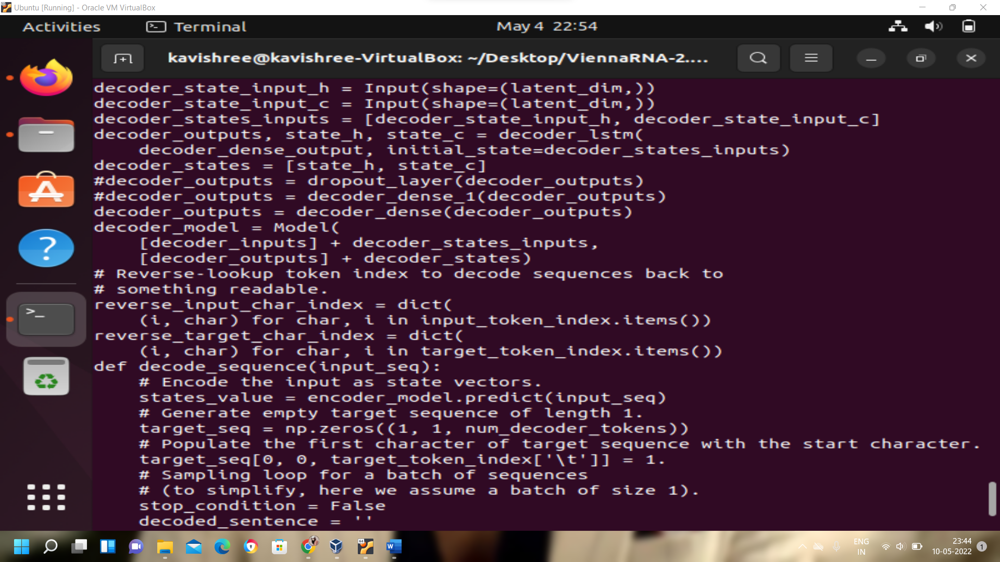 Ubuntu [Running] - Oracle VM VirtualBox
Activities
Terminal
May 4 22:54
kavishree@kavishree-VirtualBox: ~/Desktop/ViennaRNA-2....
decoder_state_input_h = Input(shape=(latent_dim,))
decoder_state_input_c = Input(shape=(latent_dim,))
decoder_states_inputs = [decoder_state_input_h, decoder_state_input_c]
decoder_outputs, state_h, state_c = decoder_lstm(
    decoder_dense_output, initial_state=decoder_states_inputs)
decoder_states = [state_h, state_c]
#decoder_outputs = dropout_layer(decoder_outputs)
#decoder_outputs = decoder_dense_1(decoder_outputs)
decoder_outputs = decoder_dense(decoder_outputs)
decoder_model = Model(
    [decoder_inputs] + decoder_states_inputs,
    [decoder_outputs] + decoder_states)
# Reverse-lookup token index to decode sequences back to
# something readable.
reverse_input_char_index = dict(
    (i, char) for char, i in input_token_index.items())
reverse_target_char_index = dict(
    (i, char) for char, i in target_token_index.items())
def decode_sequence(input_seq):
    # Encode the input as state vectors.
    states_value = encoder_model.predict(input_seq)
    # Generate empty target sequence of length 1.
    target_seq = np.zeros((1, 1, num_decoder_tokens))
    # Populate the first character of target sequence with the start character.
    target_seq[0, 0, target_token_index['\t']] = 1.
    # Sampling loop for a batch of sequences
    # (to simplify, here we assume a batch of size 1).
    stop_condition = False
    decoded_sentence = ''
ENG
IN
23:44
10-05-2022
1